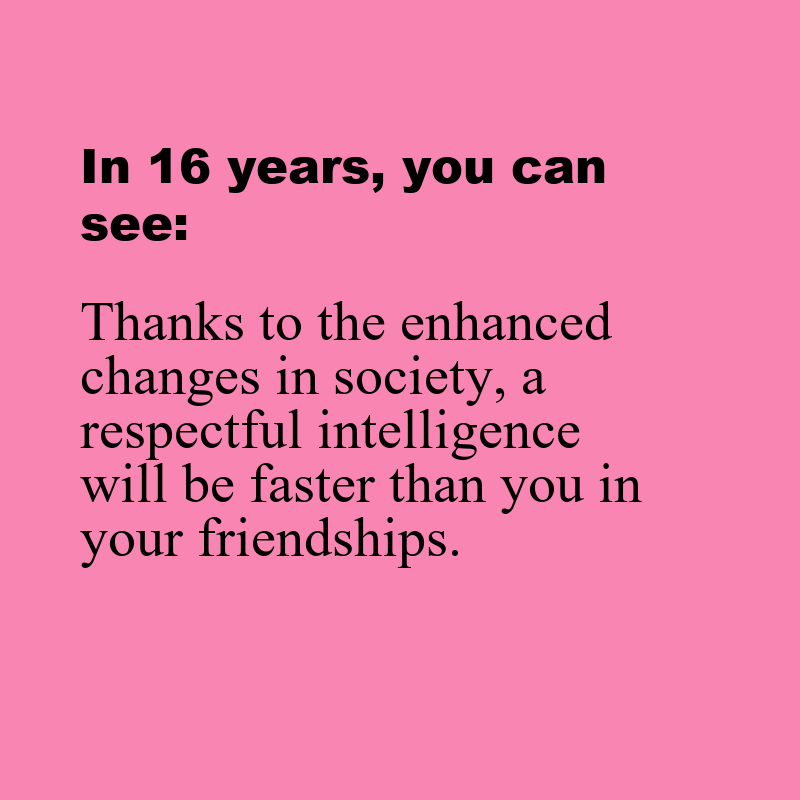 In 16 years, you can
see:
Thanks to the enhanced
changes in society, a
respectful intelligence
will be faster than you in
your friendships.